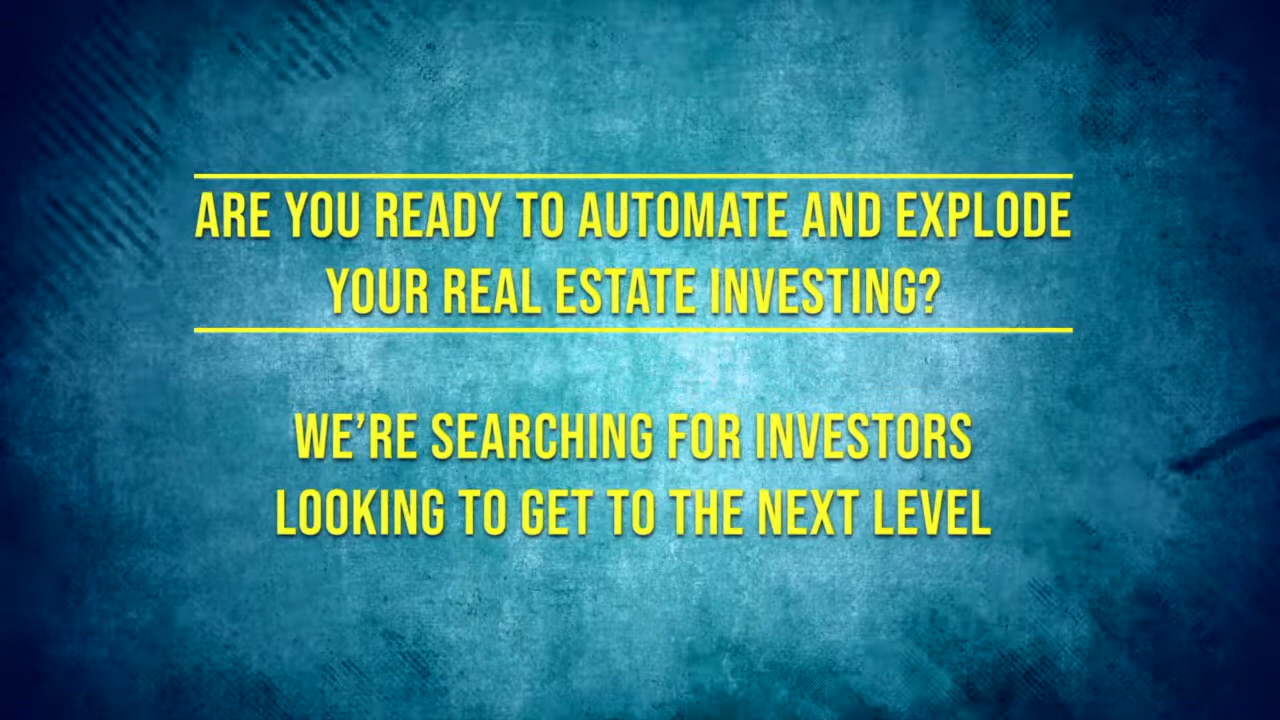 ARE YOU READY TO AUTOMATE AND EXPLODE
YOUR REAL ESTATE INVESTING?
WE’RE SEARCHING FOR INVESTORS
LOOKING TO GET TO THE NEXT LEVEL